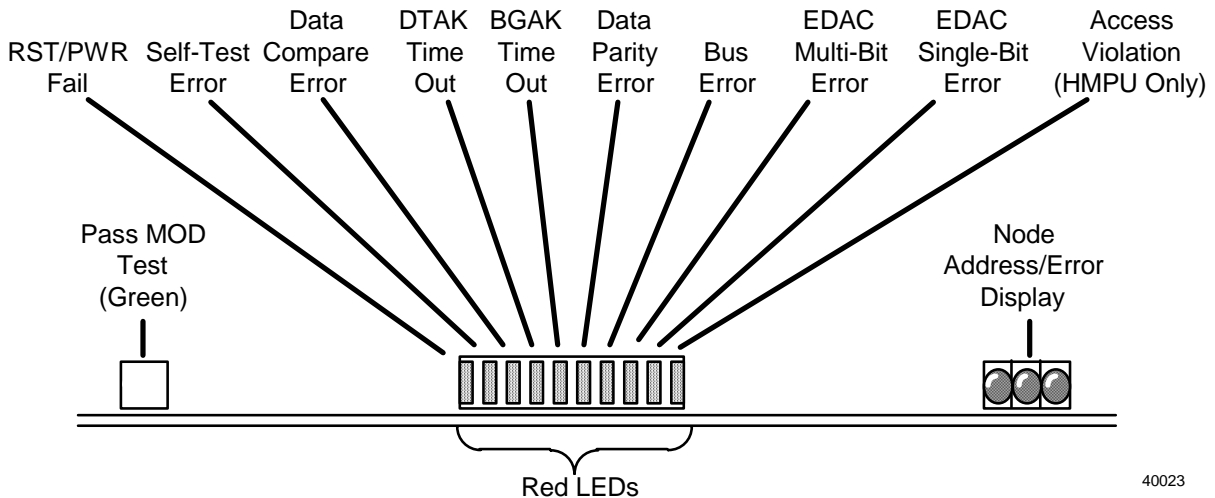 RST/PWR
Fail
Self-Test
Error
Data
Compare
Error
DTAK
Time
Out
BGAK
Time
Out
Data
Parity
Error
Bus
Error
EDAC
Multi-Bit
Error
EDAC
Single-Bit
Error
Access
Violation
(HMPU Only)
Pass MOD
Test
(Green)
Node
Address/Error
Display
Red LEDs
40023